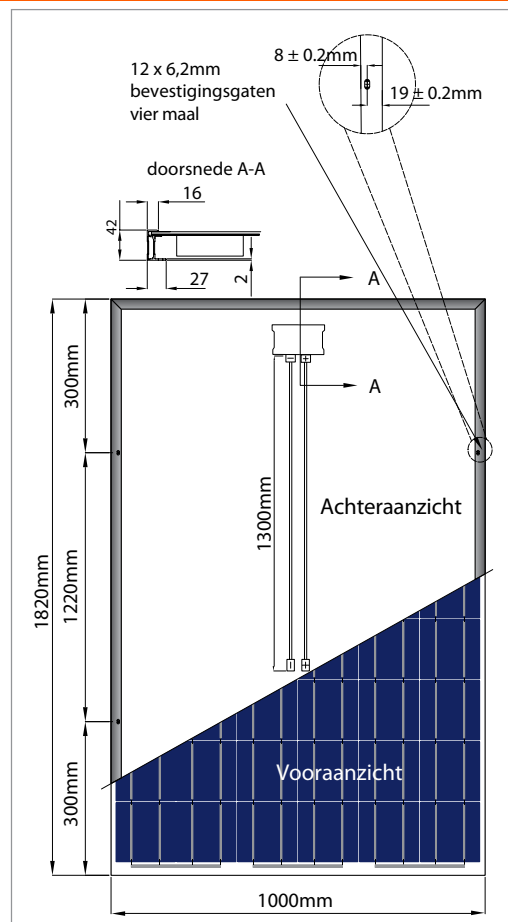 8 ± 0.2mm
12 x 6,2mm
bevestigingsgaten
vier maal
19 ± 0.2mm
doorsnede A-A
16
42
27
2
A
A
300mm
1300mm
Achteraanzicht
1820mm
1220mm
Vooraanzicht
300mm
1000mm